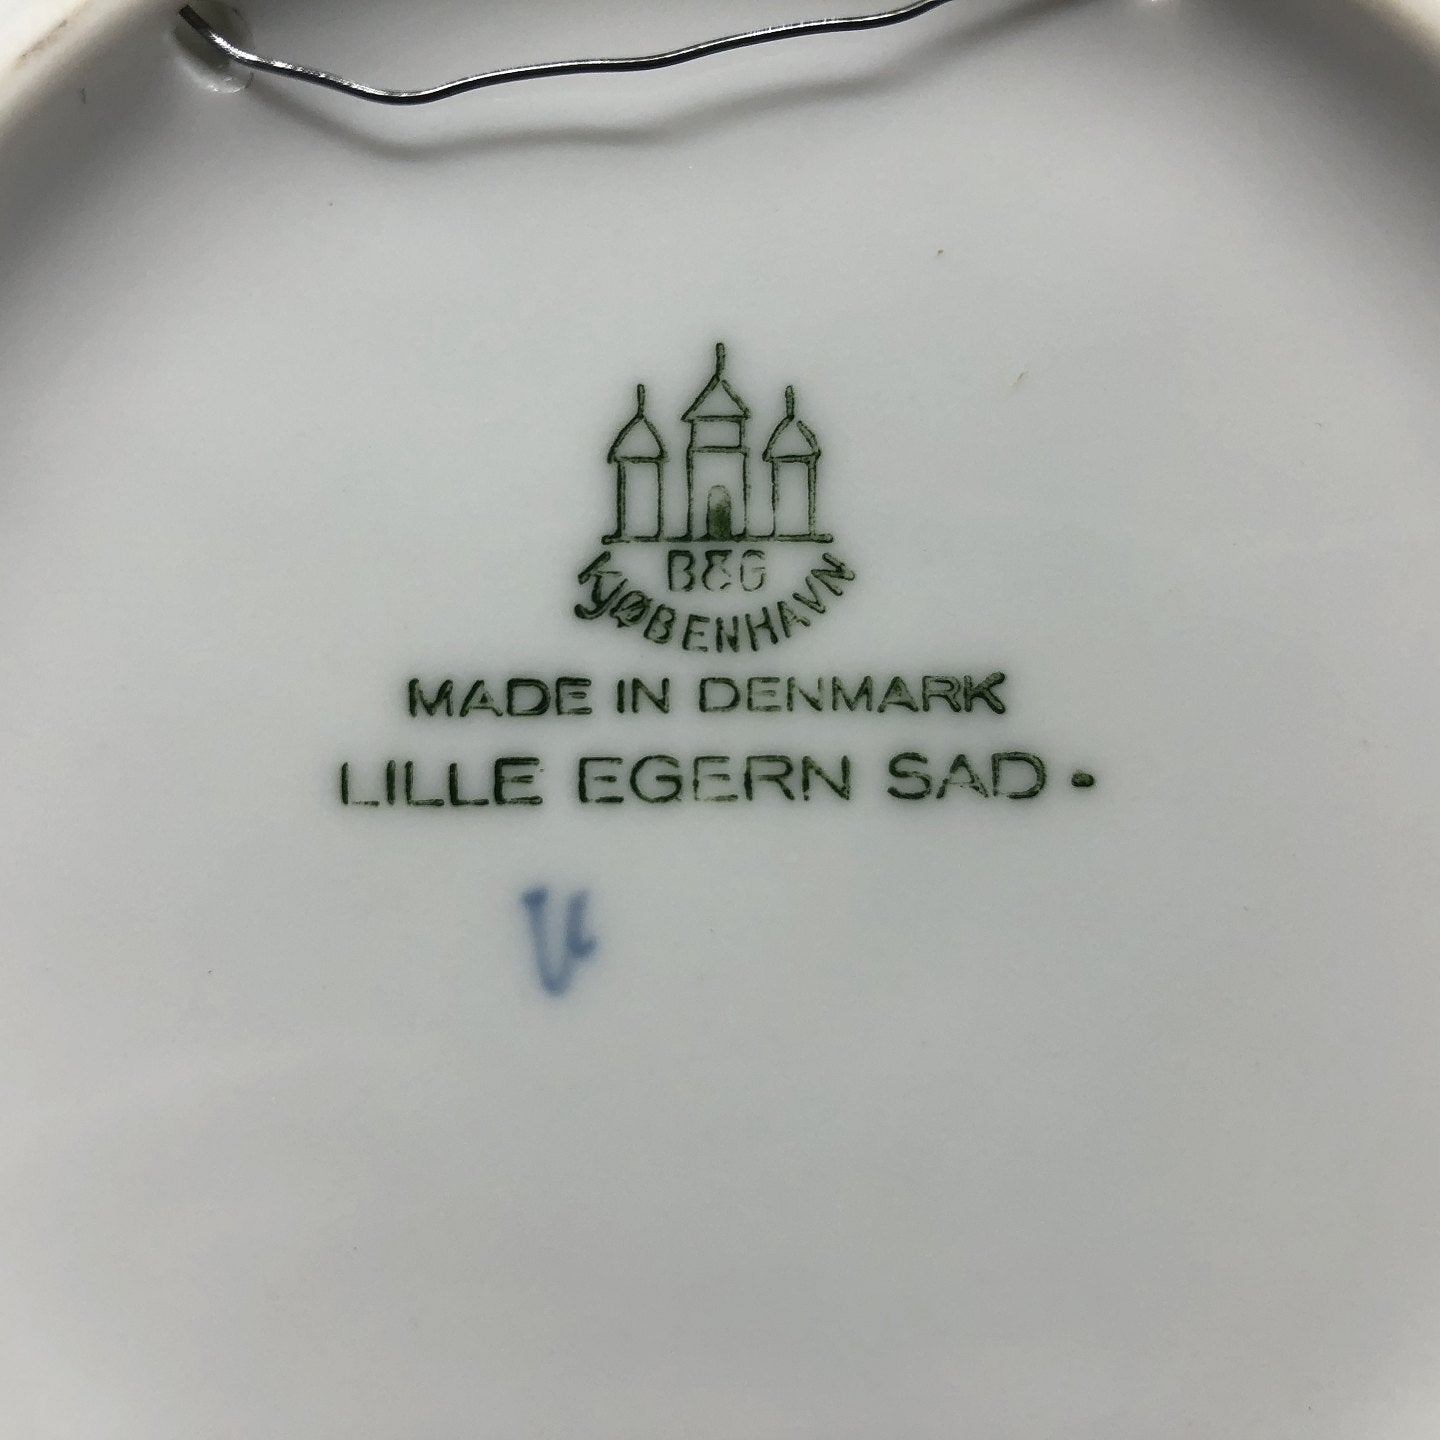 B&G
KJØBENHAVN
MADE IN DENMARK
LILLE EGERN SAD •